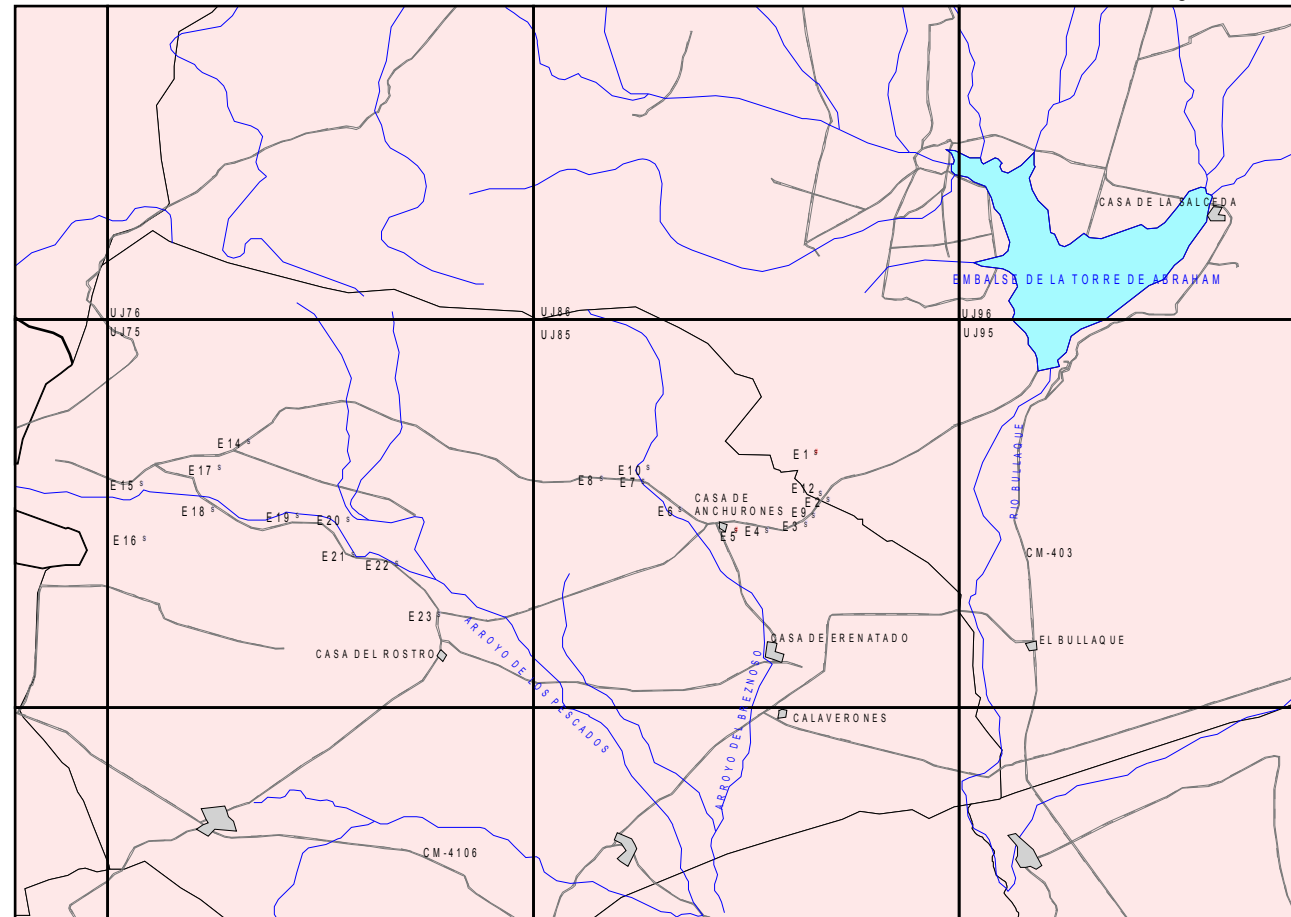 CASA DE LA SALCEDA
EMBALSE DE LA TORRE DE ABRAHAM
UJ76
UJ86
UJ96
UJ75
UJ85
UJ95
RIO BULLAQUE
E14 s
E1 s
E17 s
E10 s
E15 s
E8 s
E7
E12 s
CASA DE
ANCHURONES
E2 s
E18 s
E19 s
E20 s
E6 s
E9 s
E3 s
E4 s
E5 s
E16 s
E21 s
E22 s
CM-403
E23 s
ARROYO DE LOS PESCADOS
CASA DE ERENATADO
EL BULLAQUE
CASA DEL ROSTRO
ARROYO DEL BREZNOSO
CALAVERONES
CM-4106